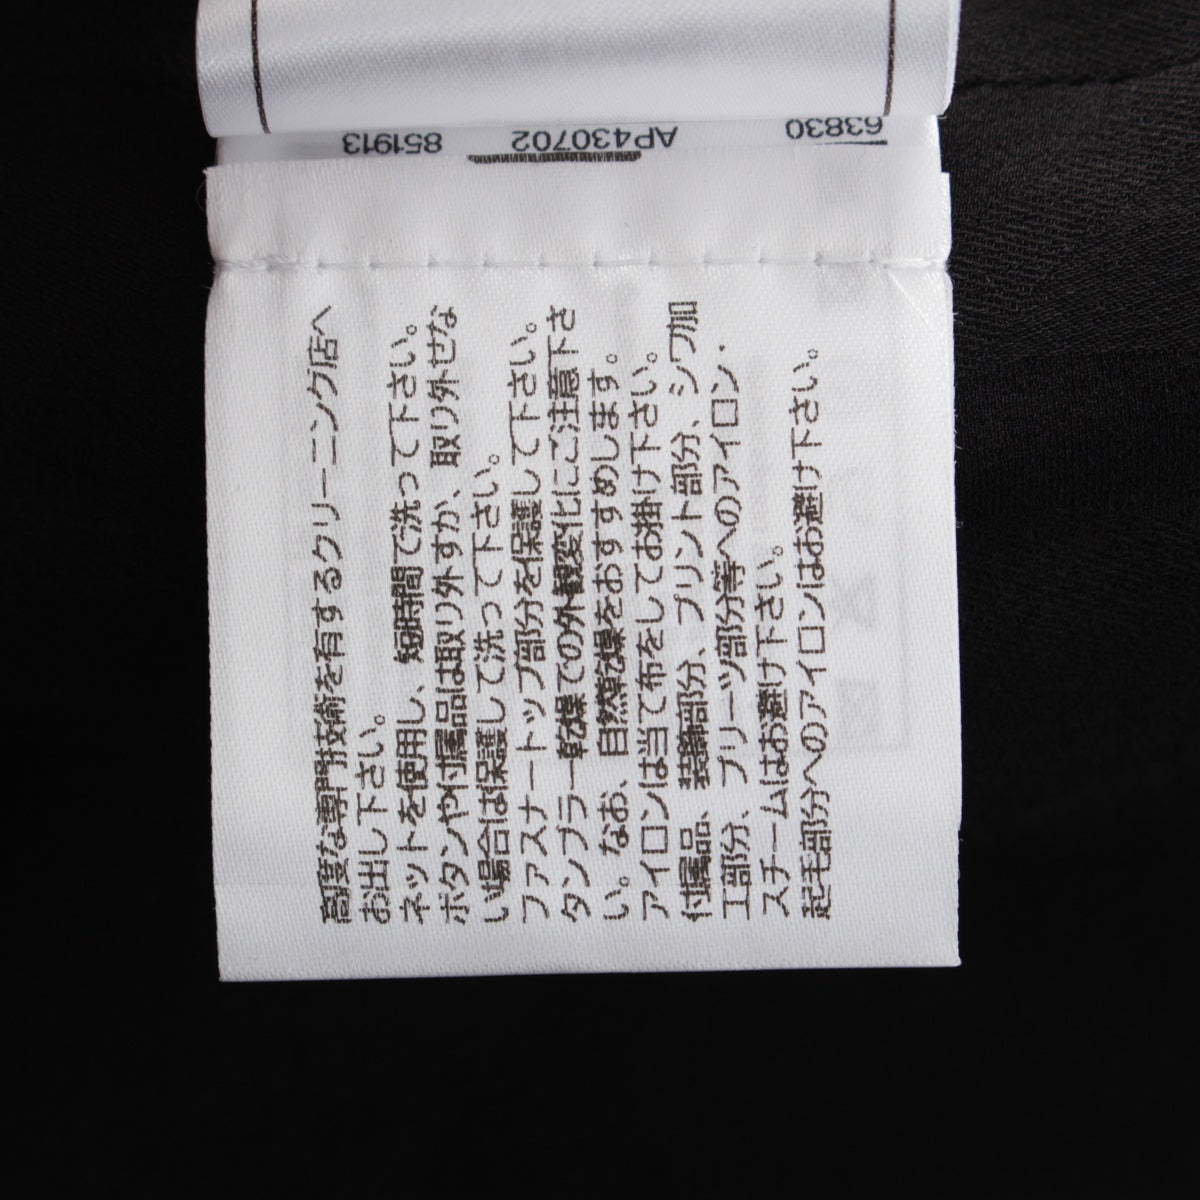 63830 AP430702 851913
高度な専門技術を有するクリーニング店へ
お出し下さい。
ネットを使用し、短時間で洗って下さい。
ボタンや付属品は取り外すか、取り外せな
い場合は保護して洗って下さい。
ファスナートップ部分を保護して下さい。
タンブラー乾燥での外観変化にご注意下さ
い。なお、自然乾燥をおすすめします。
アイロンは当て布をしてお掛け下さい。
付属品、装飾部分、プリント部分、シワ加
工部分、プリーツ部分等へのアイロン・
スチームはお避け下さい。
起毛部分へのアイロンはお避け下さい。